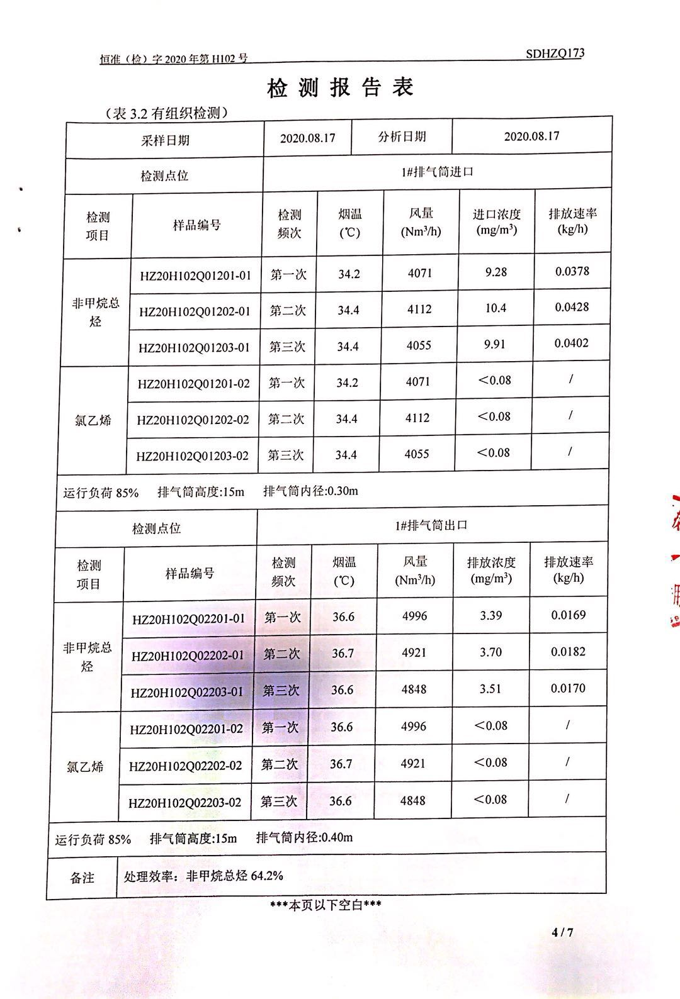 恒准（检）字 2020 年第 H102 号 SDHZQ173
检测报告表
（表 3.2 有组织检测）
采样日期 2020.08.17 分析日期 2020.08.17
检测点位 1#排气筒进口
检测项目 样品编号 检测频次 烟温(℃) 风量(Nm³/h) 进口浓度(mg/m³) 排放速率(kg/h)
非甲烷总烃 HZ20H102Q01201-01 第一次 34.2 4071 9.28 0.0378
HZ20H102Q01202-01 第二次 34.4 4112 10.4 0.0428
HZ20H102Q01203-01 第三次 34.4 4055 9.91 0.0402
氯乙烯 HZ20H102Q01201-02 第一次 34.2 4071 ＜0.08 /
HZ20H102Q01202-02 第二次 34.4 4112 ＜0.08 /
HZ20H102Q01203-02 第三次 34.4 4055 ＜0.08 /
运行负荷 85% 排气筒高度:15m 排气筒内径:0.30m
检测点位 1#排气筒出口
检测项目 样品编号 检测频次 烟温(℃) 风量(Nm³/h) 排放浓度(mg/m³) 排放速率(kg/h)
非甲烷总烃 HZ20H102Q02201-01 第一次 36.6 4996 3.39 0.0169
HZ20H102Q02202-01 第二次 36.7 4921 3.70 0.0182
HZ20H102Q02203-01 第三次 36.6 4848 3.51 0.0170
氯乙烯 HZ20H102Q02201-02 第一次 36.6 4996 ＜0.08 /
HZ20H102Q02202-02 第二次 36.7 4921 ＜0.08 /
HZ20H102Q02203-02 第三次 36.6 4848 ＜0.08 /
运行负荷 85% 排气筒高度:15m 排气筒内径:0.40m
备注 处理效率：非甲烷总烃 64.2%
***本页以下空白***
4 / 7